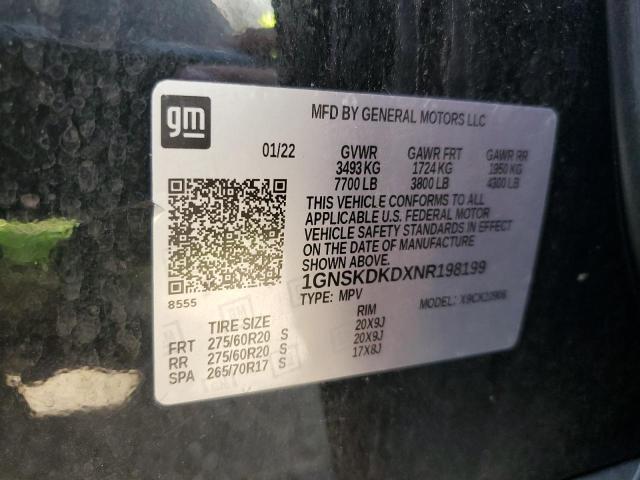 gm
MFD BY GENERAL MOTORS LLC
01/22 GVWR GAWR FRT GAWR RR
3493 KG 1724 KG 1950 KG
7700 LB 3800 LB 4300 LB
THIS VEHICLE CONFORMS TO ALL
APPLICABLE U.S. FEDERAL MOTOR
VEHICLE SAFETY STANDARDS IN EFFECT
ON THE DATE OF MANUFACTURE
SHOWN ABOVE.
1GNSKDKDXNR198199
8555
TYPE: MPV MODEL:
TIRE SIZE RIM
FRT 275/60R20 S 20X9J
RR 275/60R20 S 20X9J
SPA 265/70R17 S 17X8J